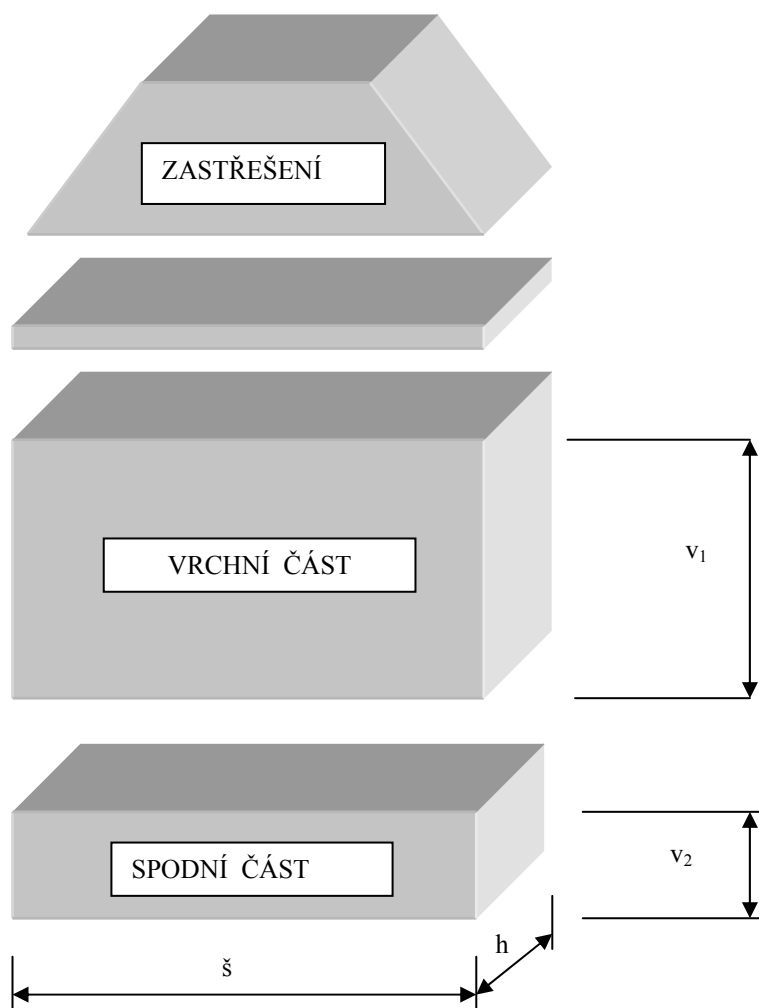 ZASTŘEŠENÍ
VRCHNÍ ČÁST
v₁
SPODNÍ ČÁST
v₂
h
š